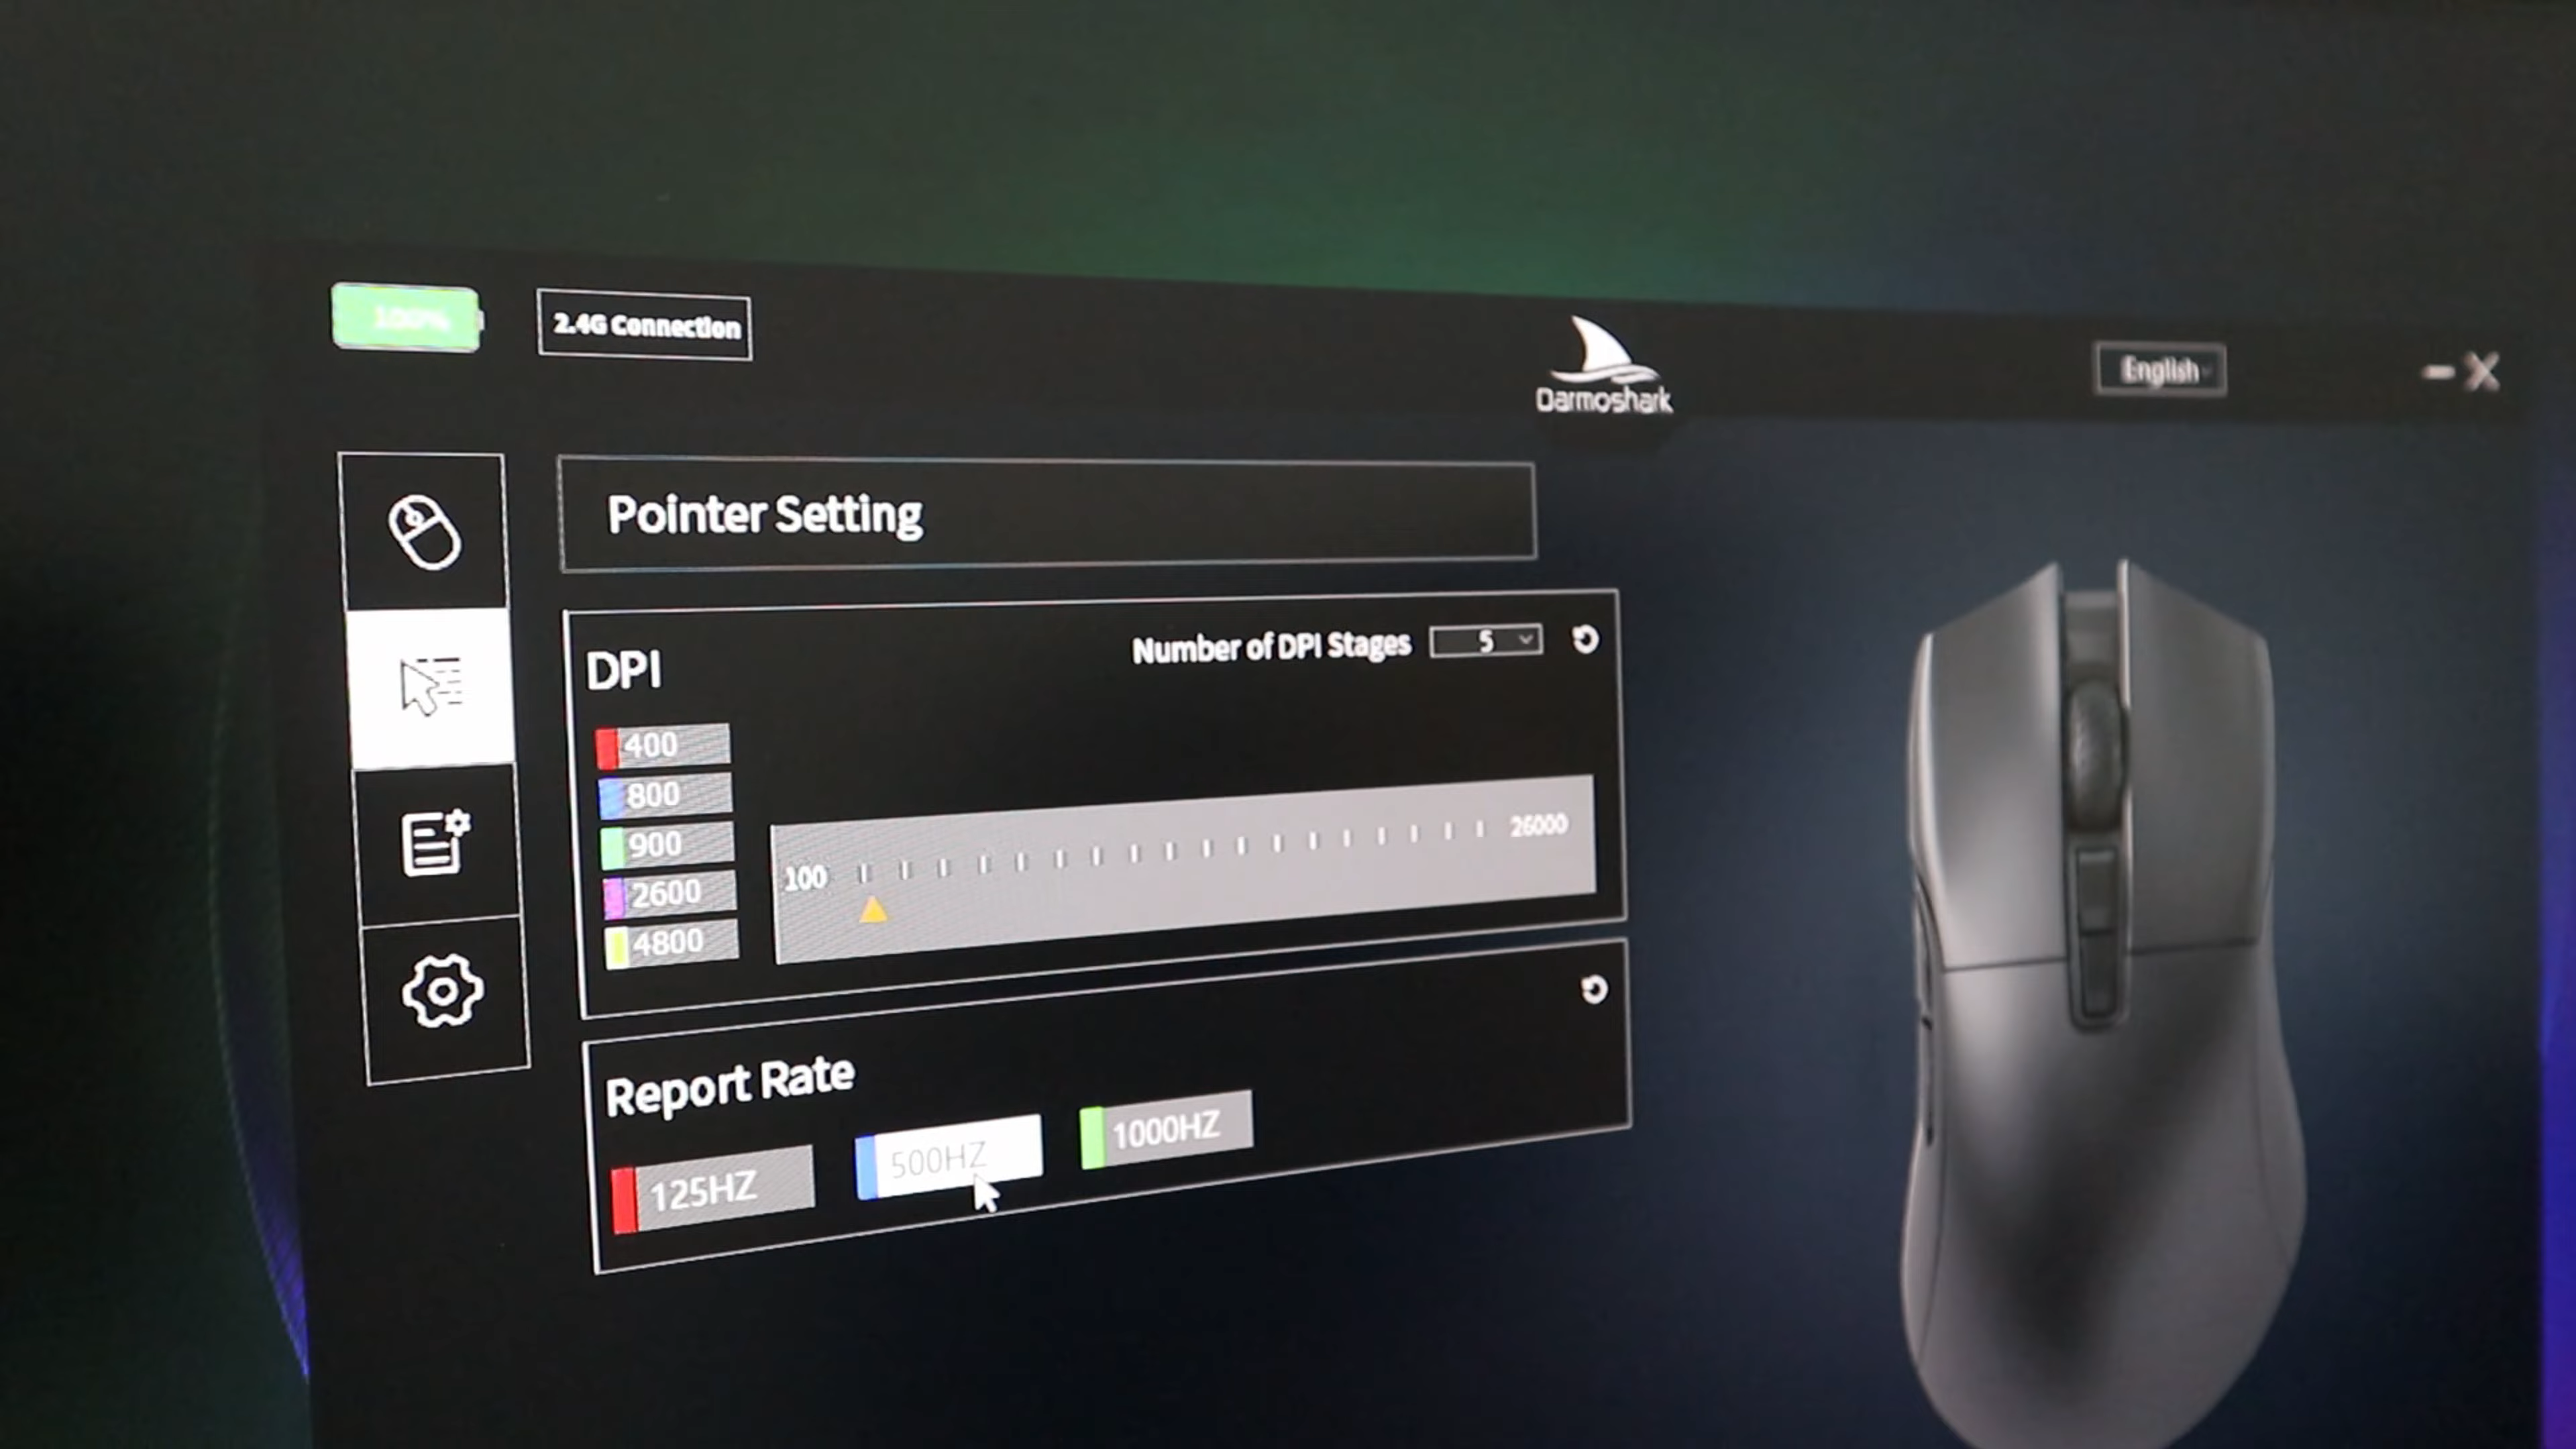 100%
2.4G Connection
Darmoshark
English
Pointer Setting
DPI
Number of DPI Stages 5
400
800
900
2600
4800
100
26000
Report Rate
125HZ
500HZ
1000HZ